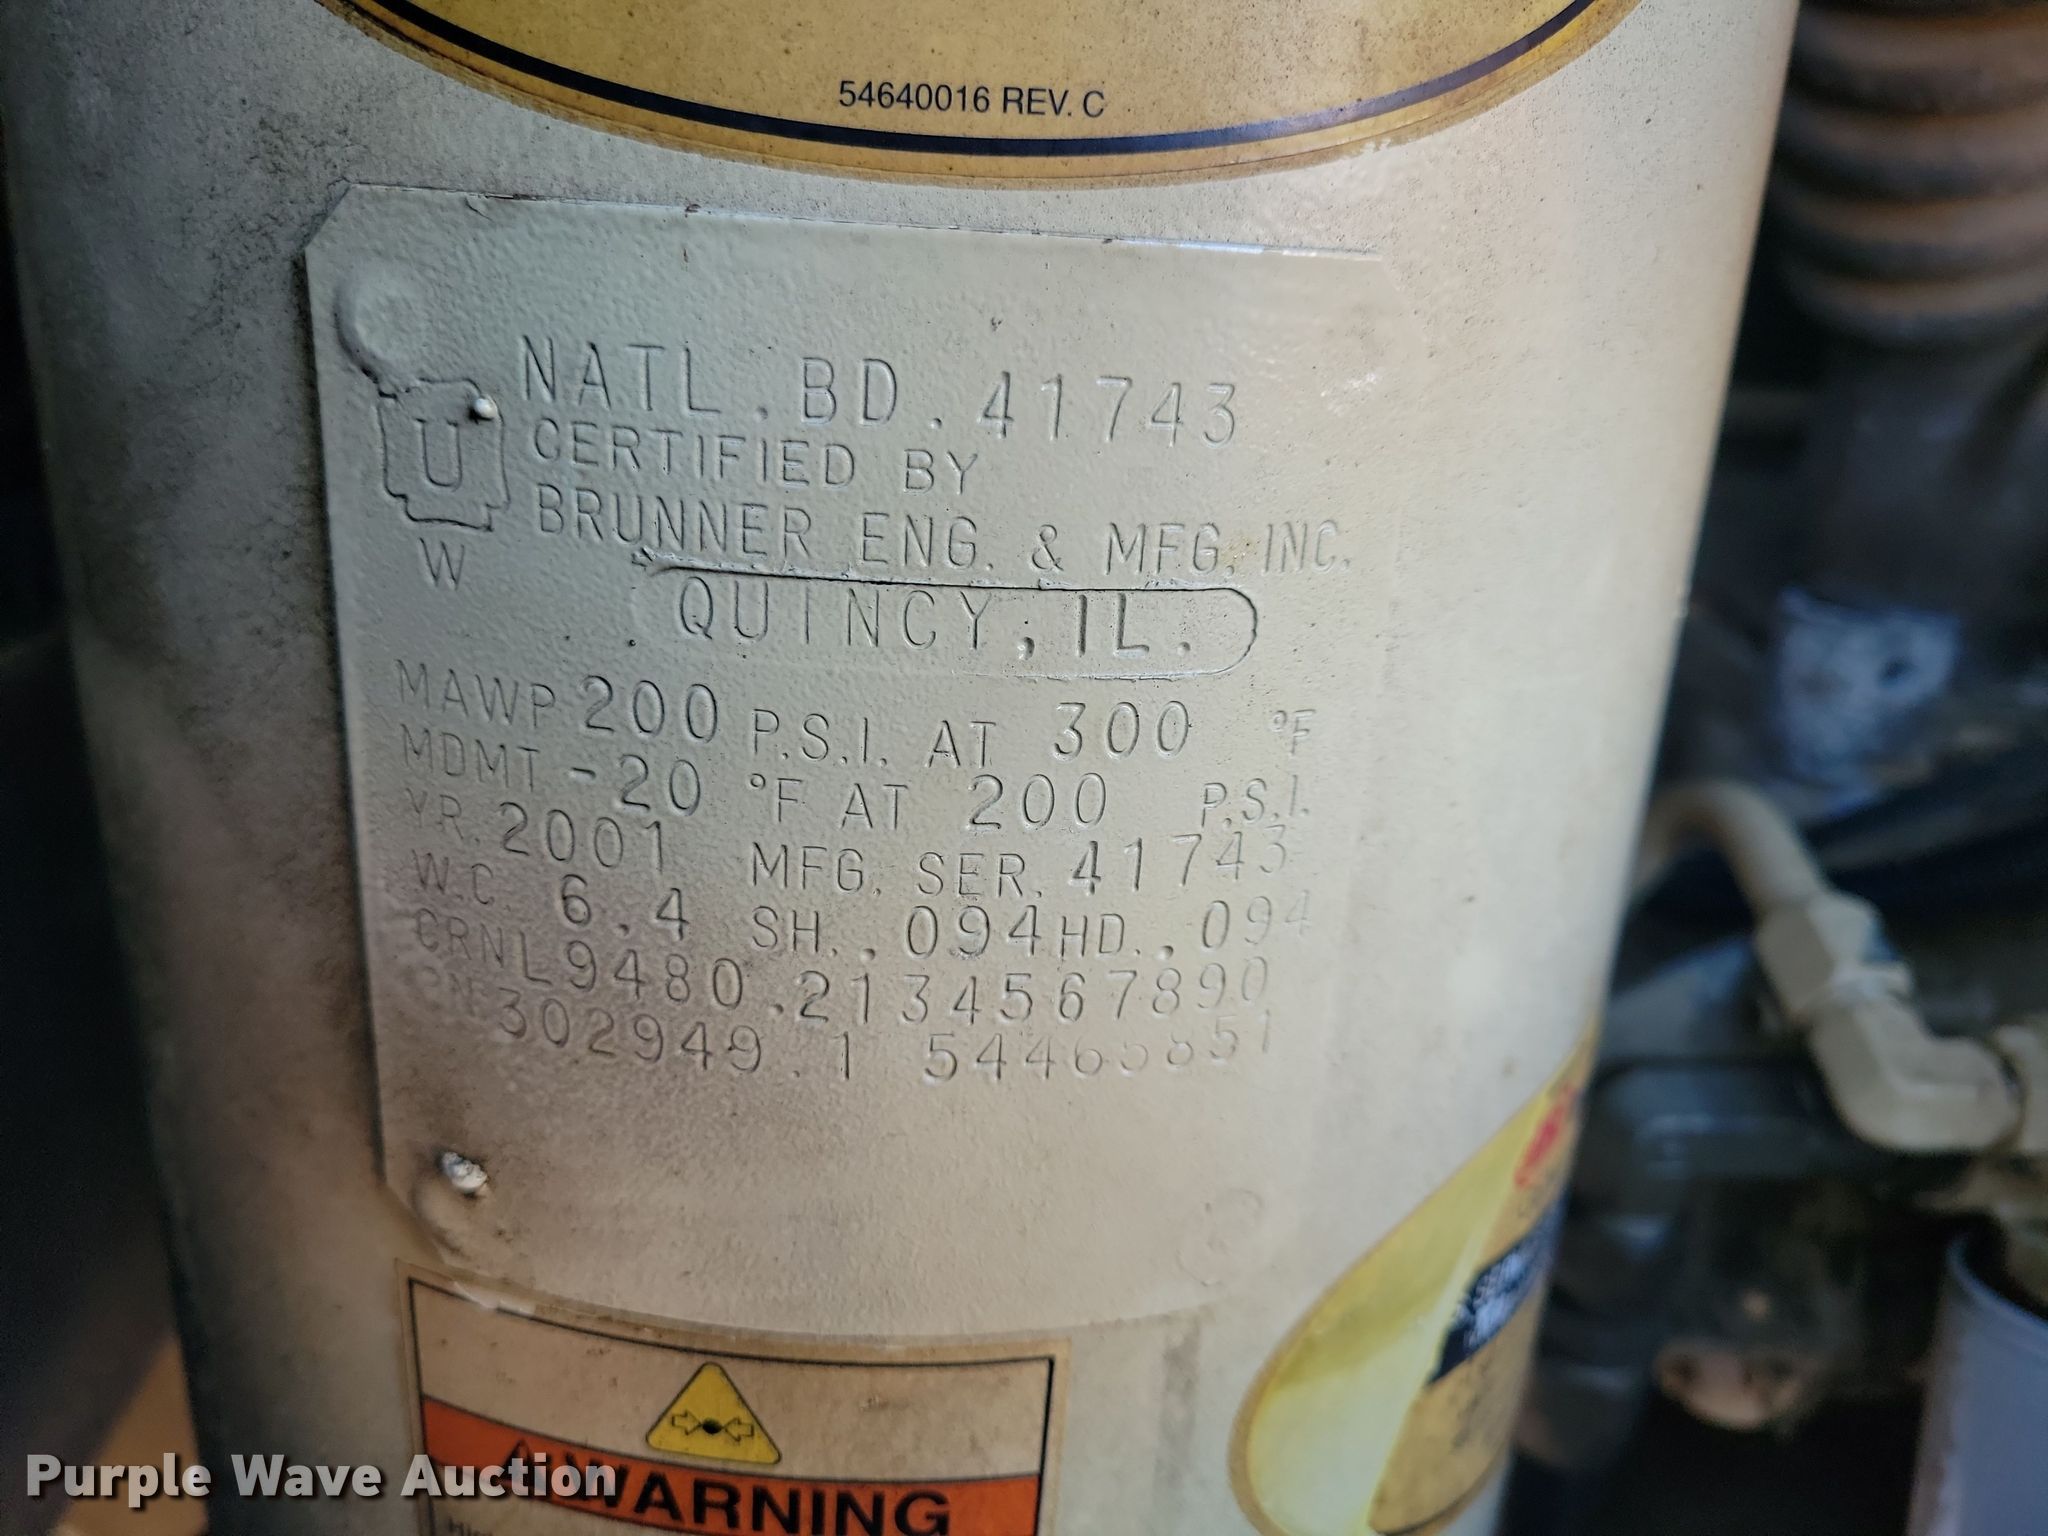 54640016 REV. C
NATL. BD. 41743
U
CERTIFIED BY
BRUNNER ENG. & MFG. INC.
W
QUINCY, IL.
MAWP 200 P.S.I. AT 300 °F
MDMT -20 °F AT 200 P.S.I.
YR. 2001 MFG. SER. 41743
W.C. 6.4 SH. .094 HD. .094
CRN L9480.2134567890
302949.1
WARNING
Purple Wave Auction